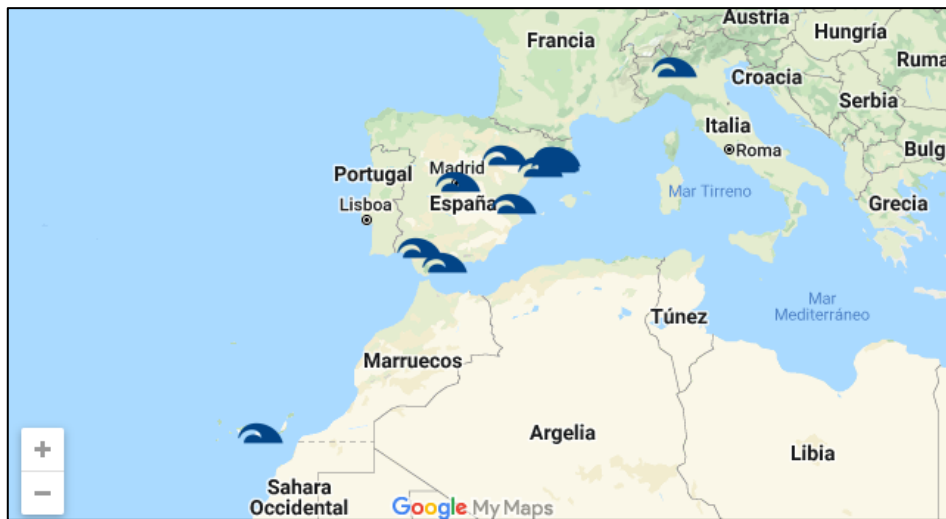 Austria
Hungría
Francia
Ruma
Croacia
Serbia
Italia
Roma
Bulg
Portugal
Madrid
Lisboa
España
Mar Tirreno
Grecia
Mar
Mediterráneo
Túnez
Marruecos
Argelia
Libia
+
−
Sahara
Occidental
Google My Maps